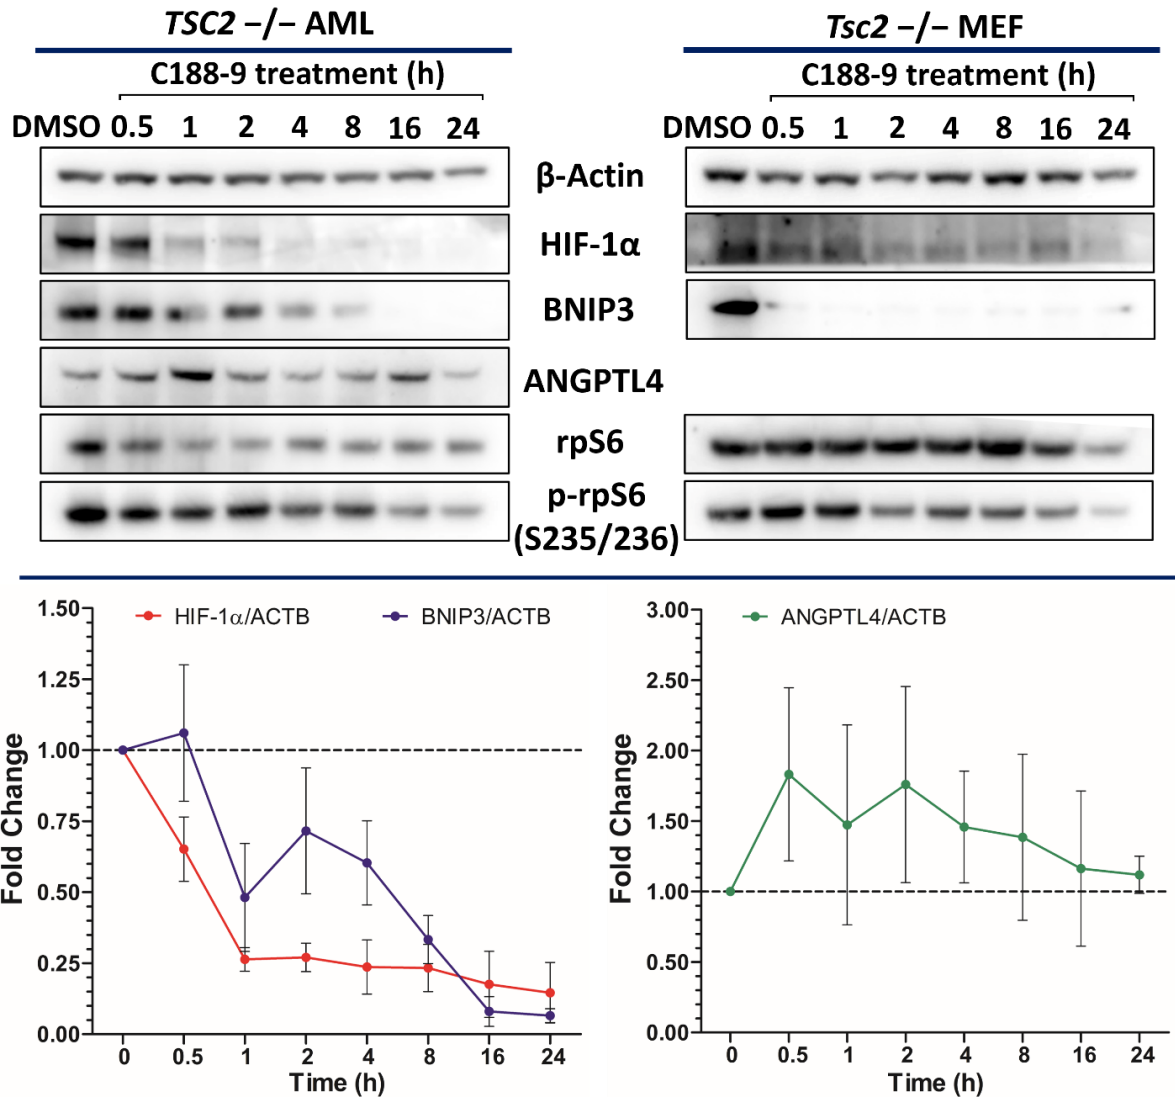 TSC2 −/− AML
C188-9 treatment (h)
DMSO 0.5 1 2 4 8 16 24
Tsc2 −/− MEF
C188-9 treatment (h)
DMSO 0.5 1 2 4 8 16 24
β-Actin
HIF-1α
BNIP3
ANGPTL4
rpS6
p-rpS6
(S235/236)
HIF-1α/ACTB BNIP3/ACTB
Fold Change
1.50
1.25
1.00
0.75
0.50
0.25
0.00
0 0.5 1 2 4 8 16 24
Time (h)
ANGPTL4/ACTB
Fold Change
3.00
2.50
2.00
1.50
1.00
0.50
0.00
0 0.5 1 2 4 8 16 24
Time (h)